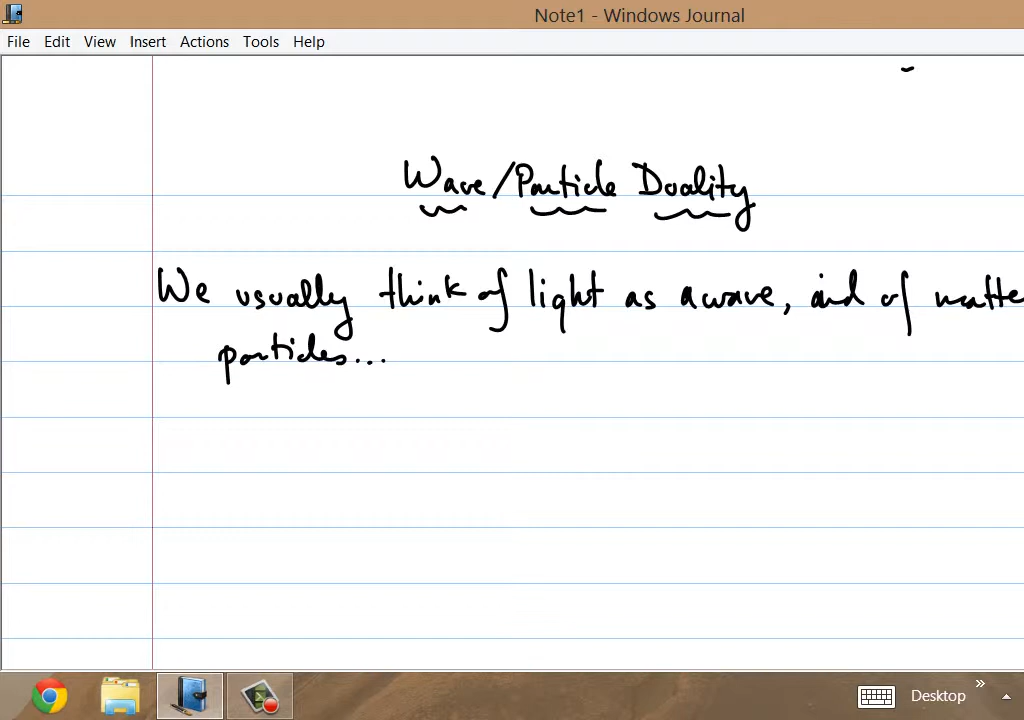 Note1 - Windows Journal
File Edit View Insert Actions Tools Help
Wave/Particle Duality
We usually think of light as a wave, and of matte
particles...
Desktop